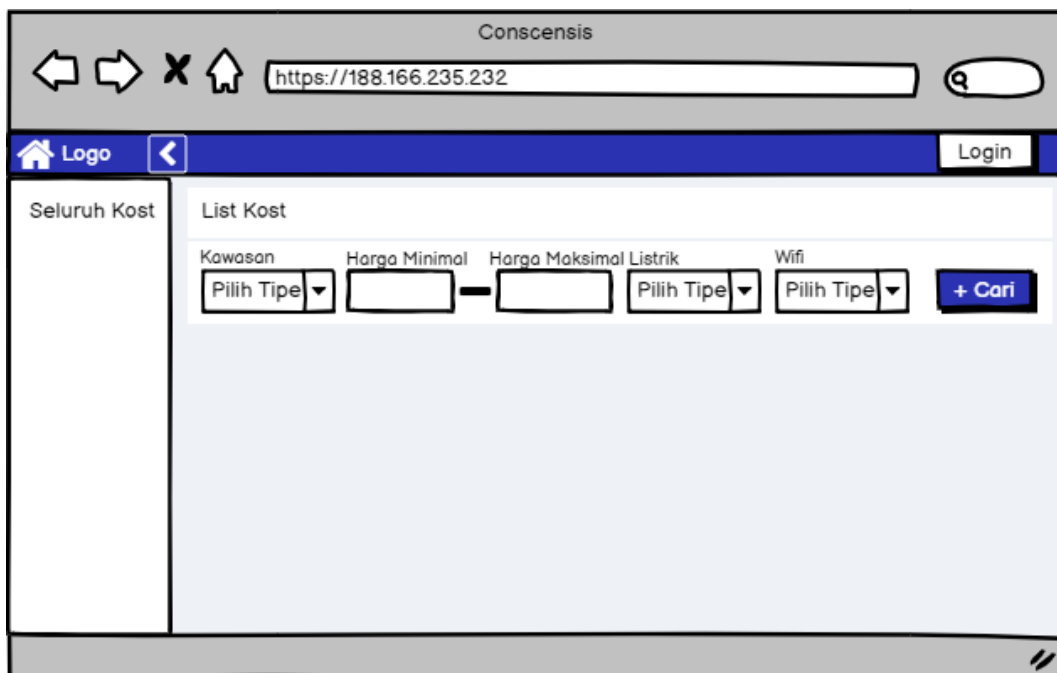 Conscensis
https://188.166.235.232
Logo
Login
Seluruh Kost
List Kost
Kawasan Harga Minimal Harga Maksimal Listrik Wifi
Pilih Tipe Pilih Tipe Pilih Tipe + Cari